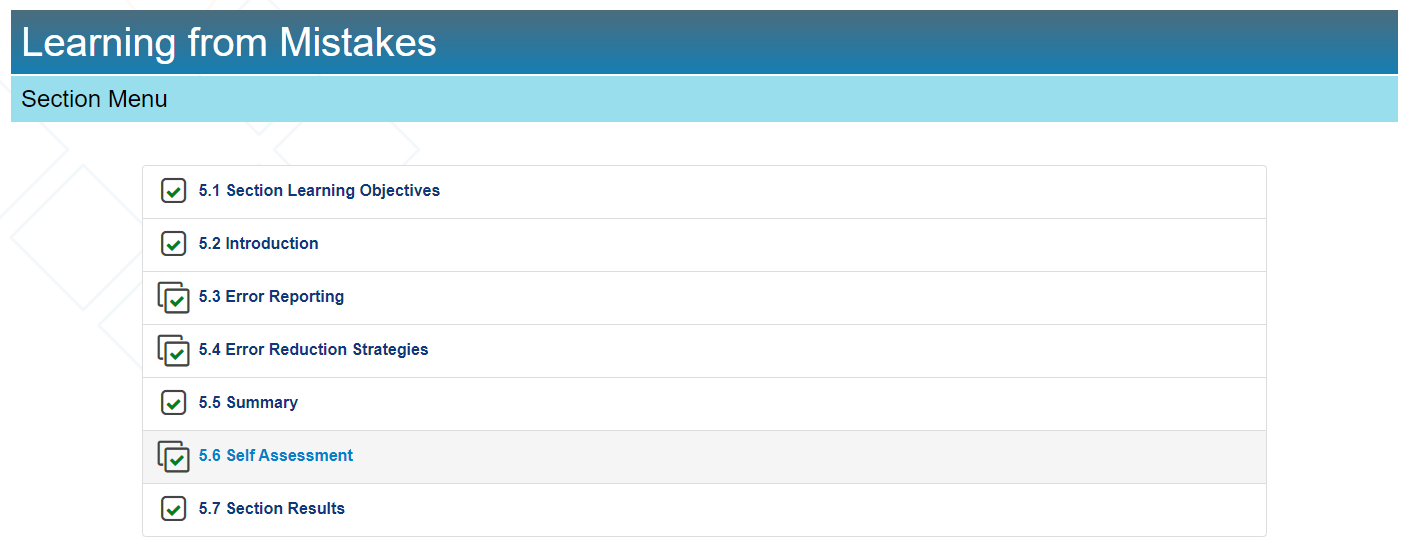 Learning from Mistakes
Section Menu
5.1 Section Learning Objectives
5.2 Introduction
5.3 Error Reporting
5.4 Error Reduction Strategies
5.5 Summary
5.6 Self Assessment
5.7 Section Results